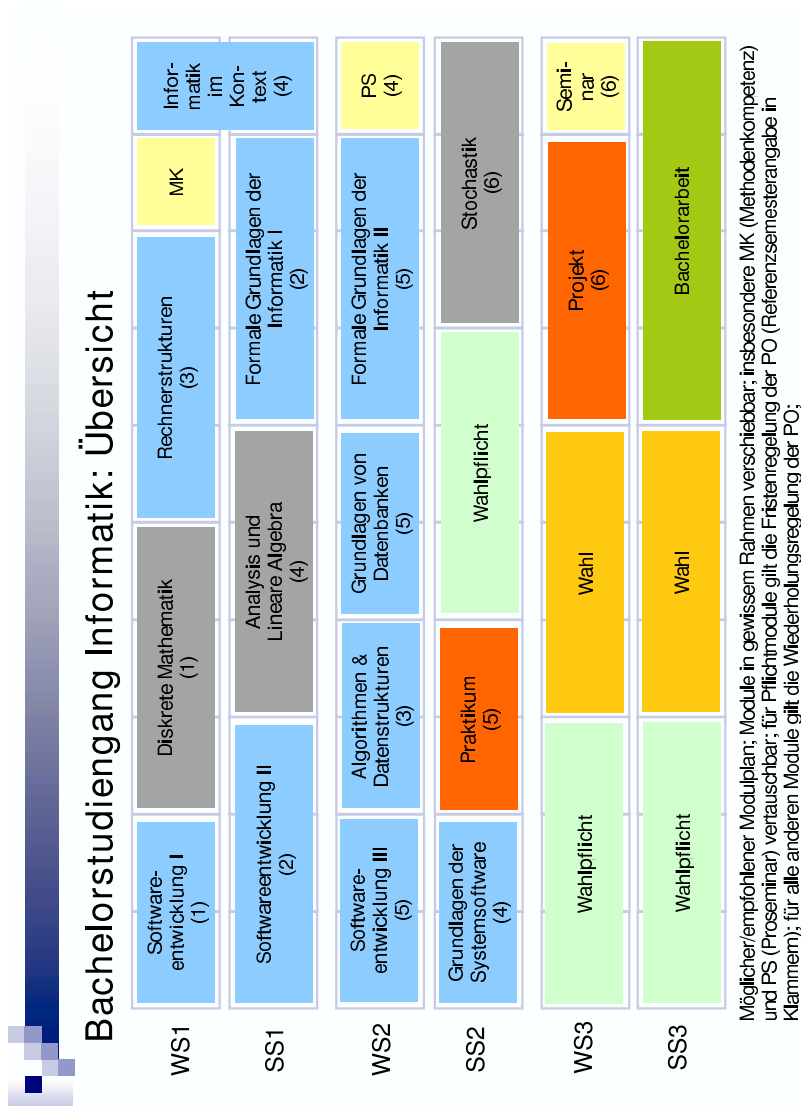 Bachelorstudiengang Informatik: Übersicht
WS1
Software-
entwicklung I
(1)
Diskrete Mathematik
(1)
Rechnerstrukturen
(3)
MK
Infor-
matik
im
Kon-
text
(4)
SS1
Softwareentwicklung II
(2)
Analysis und
Lineare Algebra
(4)
Formale Grundlagen der
Informatik I
(2)
WS2
Software-
entwicklung III
(5)
Algorithmen &
Datenstrukturen
(3)
Grundlagen von
Datenbanken
(5)
Formale Grundlagen der
Informatik II
(5)
PS
(4)
SS2
Grundlagen der
Systemsoftware
(4)
Praktikum
(5)
Wahlpflicht
Stochastik
(6)
WS3
Wahlpflicht
Wahl
Projekt
(6)
Semi-
nar
(6)
SS3
Wahlpflicht
Wahl
Bachelorarbeit
Möglicher/empfohlener Modulplan; Module in gewissem Rahmen verschiebbar; insbesondere MK (Methodenkompetenz)
und PS (Proseminar) vertauschbar; für Pflichtmodule gilt die Fristenregelung der PO (Referenzsemesterangabe in
Klammern); für alle anderen Module gilt die Wiederholungsregelung der PO;